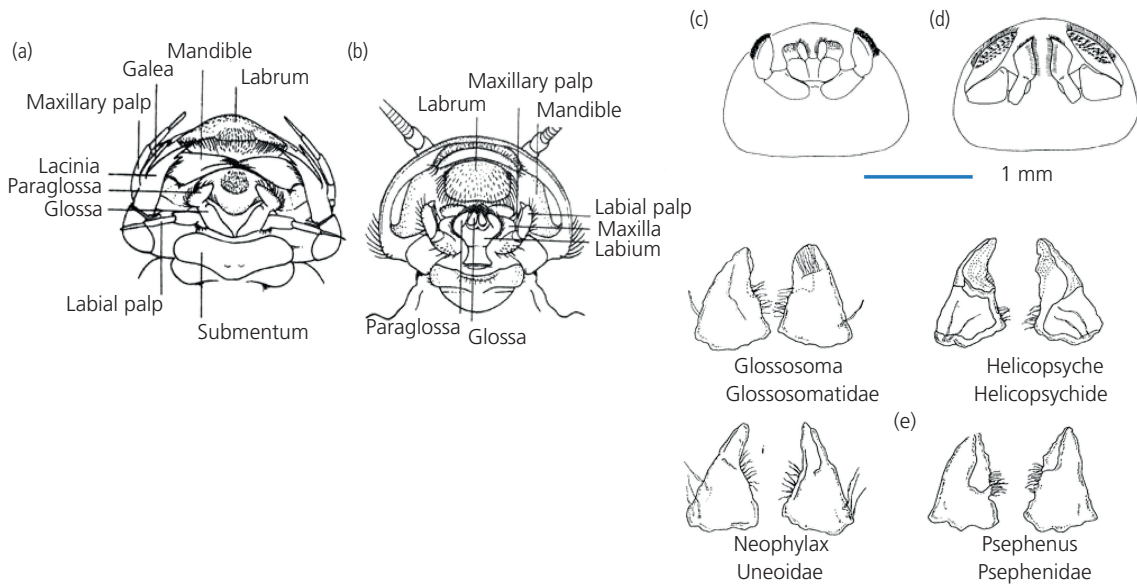 (a)
Mandible
Galea
Labrum
Maxillary palp
Lacinia
Paraglossa
Glossa
Labial palp
Submentum
(b)
Maxillary palp
Labrum
Mandible
Labial palp
Maxilla
Labium
Paraglossa
Glossa
(c)
(d)
1 mm
Glossosoma
Glossosomatidae
Helicopsyche
Helicopsychide
(e)
Neophylax
Uneoidae
Psephenus
Psephenidae